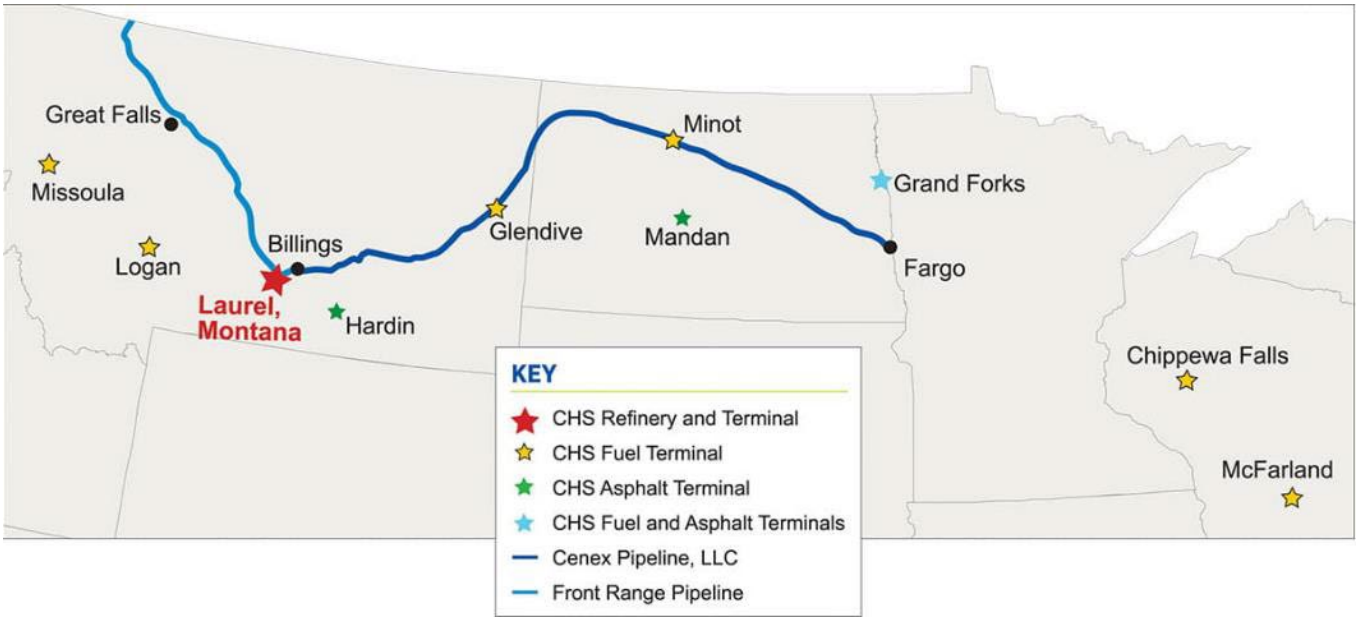 Great Falls
Minot
Missoula
Grand Forks
Glendive
Mandan
Billings
Logan
Fargo
Laurel,
Montana
Hardin
Chippewa Falls
McFarland
KEY
CHS Refinery and Terminal
CHS Fuel Terminal
CHS Asphalt Terminal
CHS Fuel and Asphalt Terminals
Cenex Pipeline, LLC
Front Range Pipeline